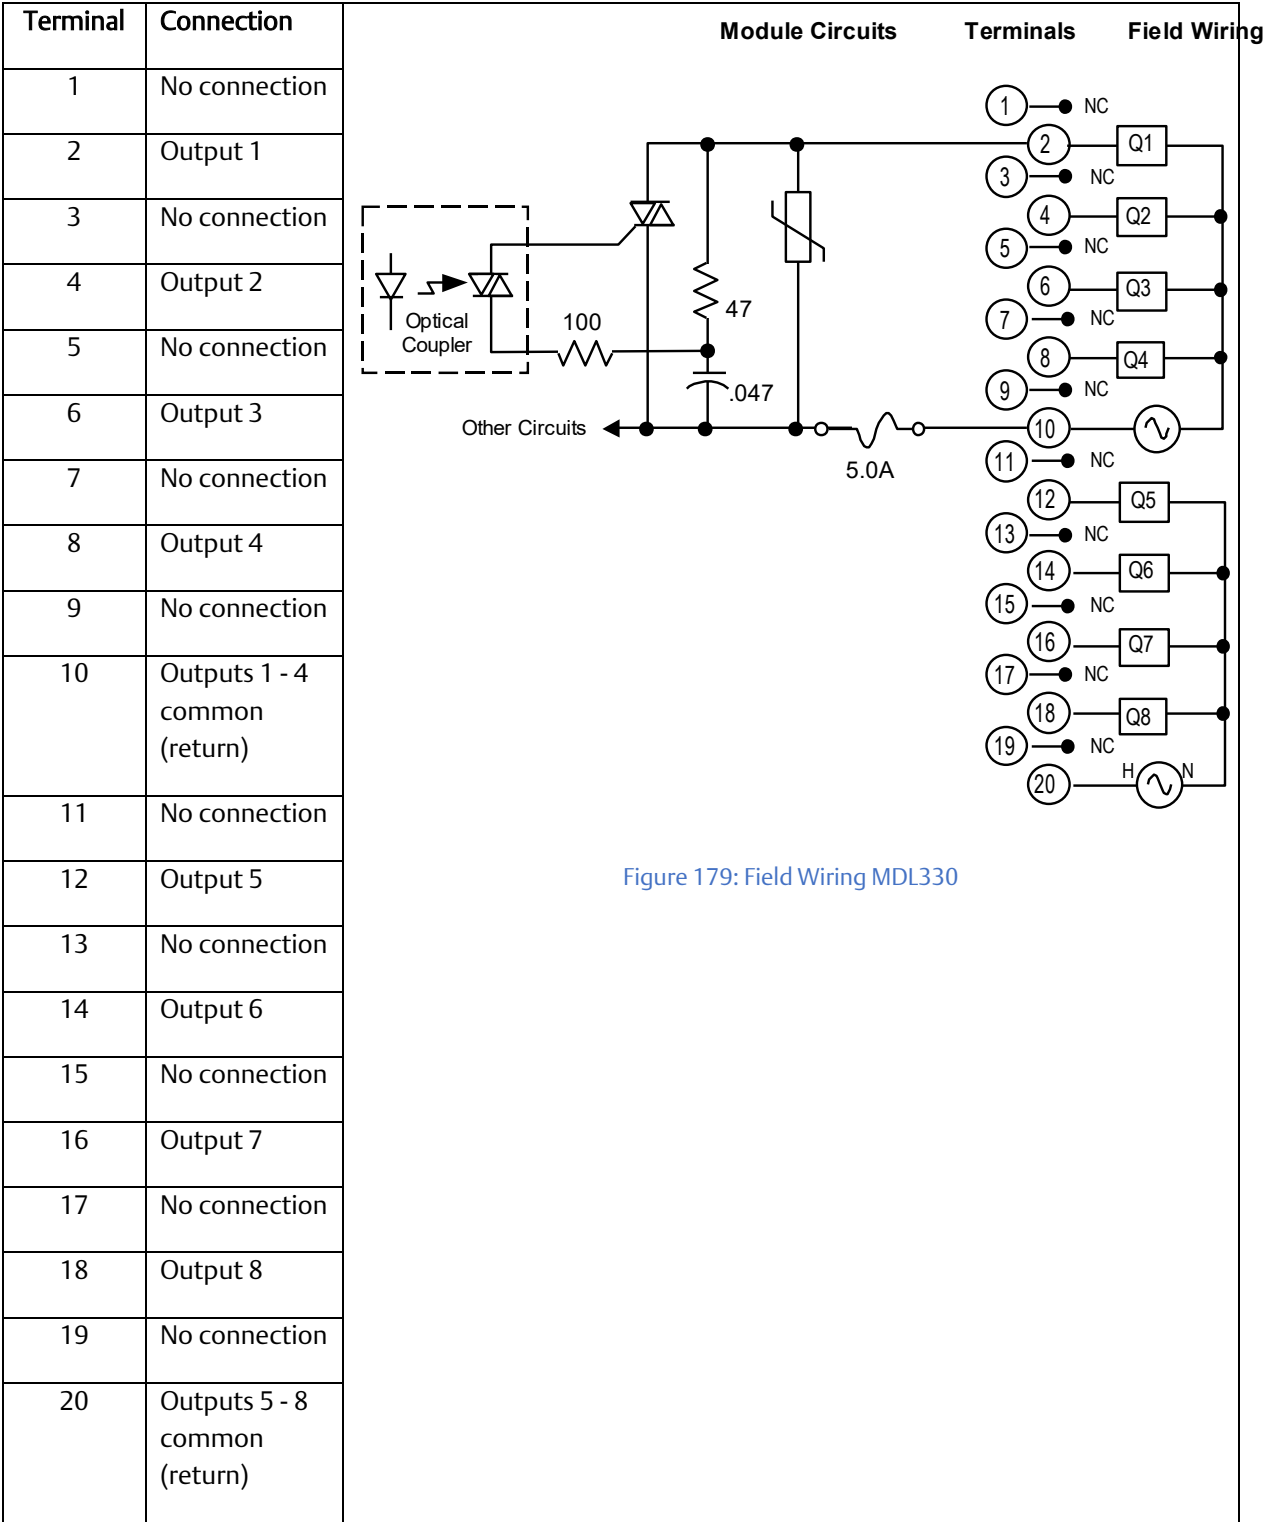 Terminal Connection
1 No connection
2 Output 1
3 No connection
4 Output 2
5 No connection
6 Output 3
7 No connection
8 Output 4
9 No connection
10 Outputs 1 - 4
common
(return)
11 No connection
12 Output 5
13 No connection
14 Output 6
15 No connection
16 Output 7
17 No connection
18 Output 8
19 No connection
20 Outputs 5 - 8
common
(return)
Module Circuits Terminals Field Wiring
1 NC
2 Q1
3 NC
4 Q2
5 NC
6 Q3
7 NC
8 Q4
9 NC
10
11 NC
12 Q5
13 NC
14 Q6
15 NC
16 Q7
17 NC
18 Q8
19 NC
20 H N
Optical
Coupler
100
47
.047
Other Circuits
5.0A
Figure 179: Field Wiring MDL330